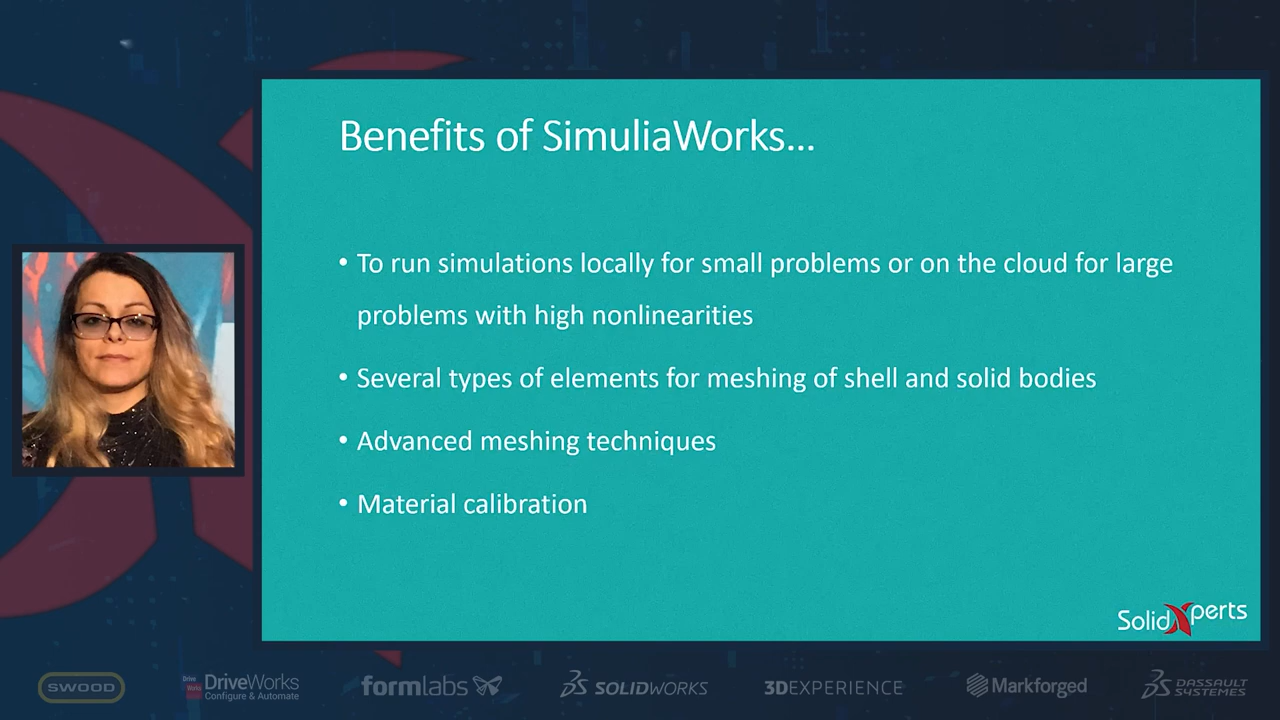 Benefits of SimuliaWorks...
• To run simulations locally for small problems or on the cloud for large
problems with high nonlinearities
• Several types of elements for meshing of shell and solid bodies
• Advanced meshing techniques
• Material calibration
SolidXperts
SWOOD
Drive Works DriveWorks
Configure & Automate
formlabs
SOLIDWORKS
3DEXPERIENCE
Markforged
DASSAULT
SYSTEMES